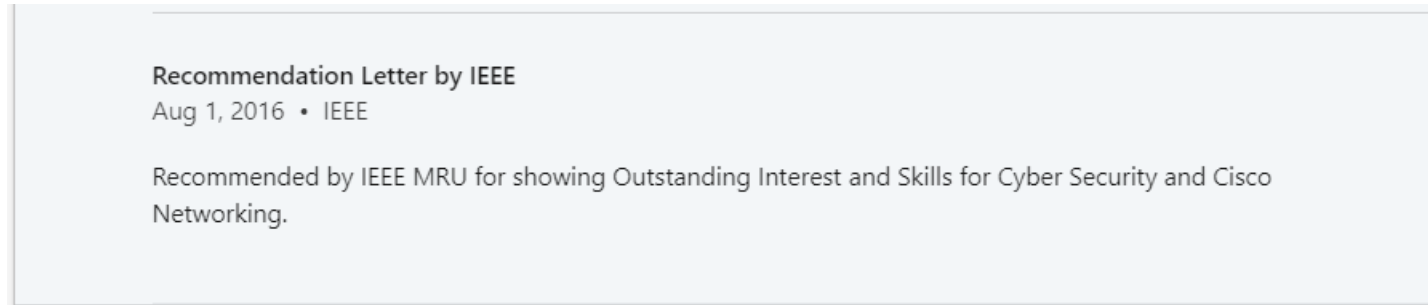 Recommendation Letter by IEEE
Aug 1, 2016 • IEEE
Recommended by IEEE MRU for showing Outstanding Interest and Skills for Cyber Security and Cisco
Networking.